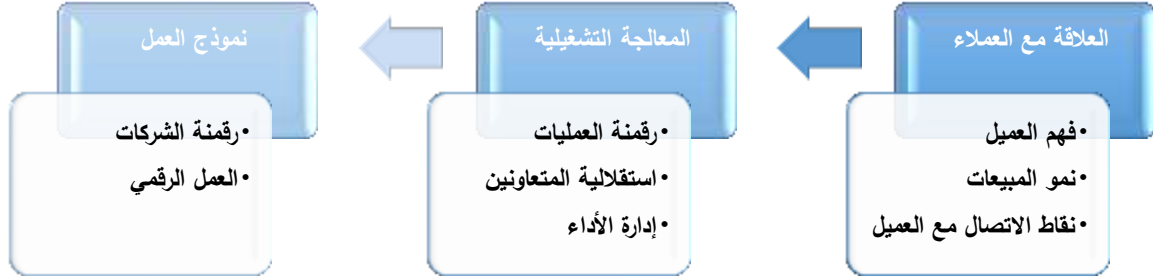 العلاقة مع العملاء
•فهم العميل
•نمو المبيعات
•نقاط الاتصال مع العميل
المعالجة التشغيلية
•رقمنة العمليات
•استقلالية المتعاونين
•إدارة الأداء
نموذج العمل
•رقمنة الشركات
•العمل الرقمي